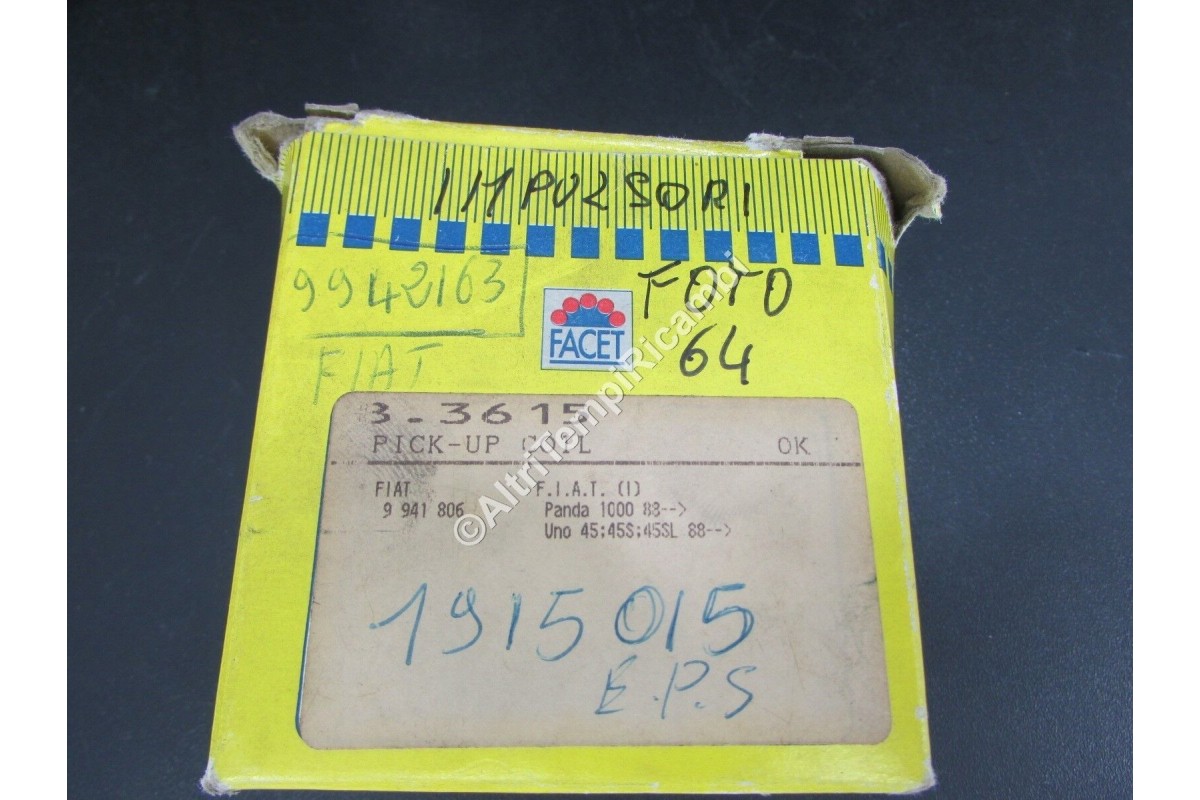 IMPULSORI
9942163
FIAT
FACET
FOTO
64
3.3615
PICK-UP COIL OK
FIAT F.I.A.T. (I)
9 941 806 Panda 1000 88-->
Uno 45;45S;45SL 88-->
1915015
E.P.S
©AltriTempiRicambi